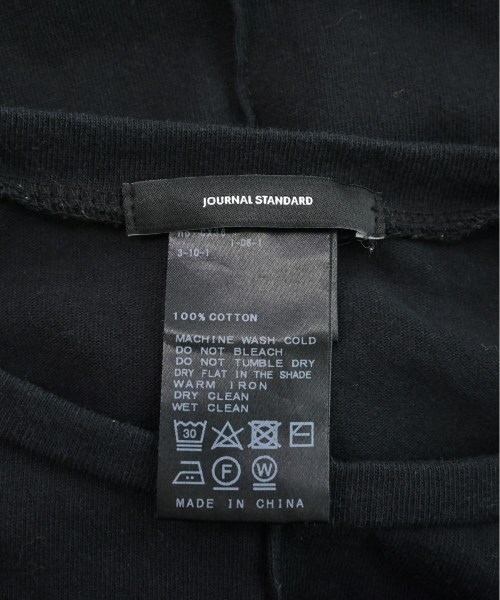 JOURNAL STANDARD
1-08-1
3-10-1
100% COTTON
MACHINE WASH COLD
DO NOT BLEACH
DO NOT TUMBLE DRY
DRY FLAT IN THE SHADE
WARM IRON
DRY CLEAN
WET CLEAN
30
F
W
MADE IN CHINA